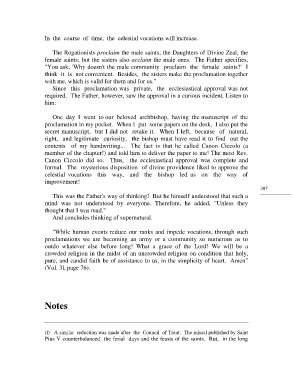 In the course of time, the celestial vocations will increase.
The Rogationists proclaim the male saints; the Daughters of Divine Zeal, the
female saints; but the sisters also acclaim the male ones. The Father specifies,
"You ask, 'Why doesn't the male community proclaim the female saints?' I
think it is not convenient. Besides, the sisters make the proclamation together
with me, which is valid for them and for us."
Since this proclamation was private, the ecclesiastical approval was not
required. The Father, however, saw the approval in a curious incident. Listen to
him:
One day I went to our beloved archbishop, having the manuscript of the
proclamation in my pocket. When I put some papers on the desk, I also put the
secret manuscript, but I did not retake it. When I left, because of natural,
right, and legitimate curiosity, the bishop must have read it to find out the
contents of my handwriting... The fact is that he called Canon Ciccolo (a
member of the chapter!) and told him to deliver the paper to me! The most Rev.
Canon Ciccolo did so. Thus, the ecclesiastical approval was complete and
formal. The mysterious disposition of divine providence liked to approve the
celestial vocations this way, and the bishop led us on the way of
improvement!
187
This was the Father's way of thinking! But he himself understood that such a
mind was not understood by everyone. Therefore, he added, "Unless they
thought that I was read."
And concludes thinking of supernatural.
"While human events reduce our ranks and impede vocations, through such
proclamations we are becoming an army or a community so numerous as to
outdo whatever else before long! What a grace of the Lord! We will be a
crowded religion in the midst of an uncrowded religion on condition that holy,
pure, and candid faith be of assistance to us, in the simplicity of heart. Amen"
(Vol. 3I, page 76).
Notes
(I) A similar reduction was made after the Council of Trent. The missal published by Saint
Pius V counterbalanced the ferial days and the feasts of the saints. But, in the long